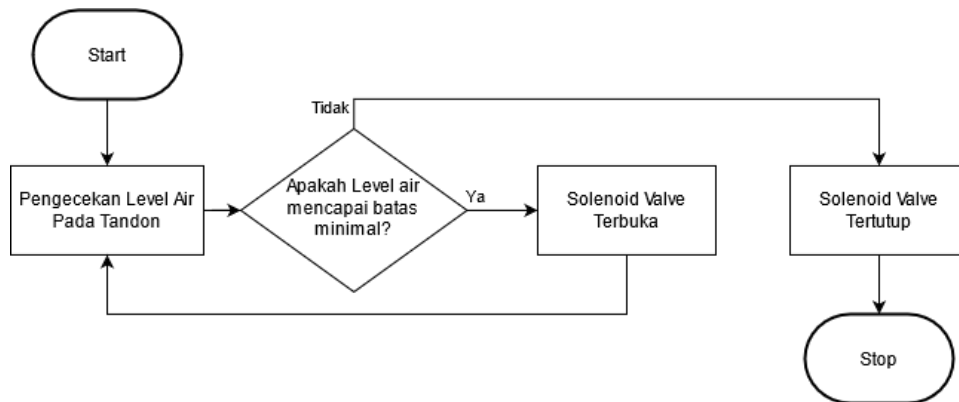 Start
Pengecekan Level Air
Pada Tandon
Apakah Level air
mencapai batas
minimal?
Tidak
Ya
Solenoid Valve
Terbuka
Solenoid Valve
Tertutup
Stop